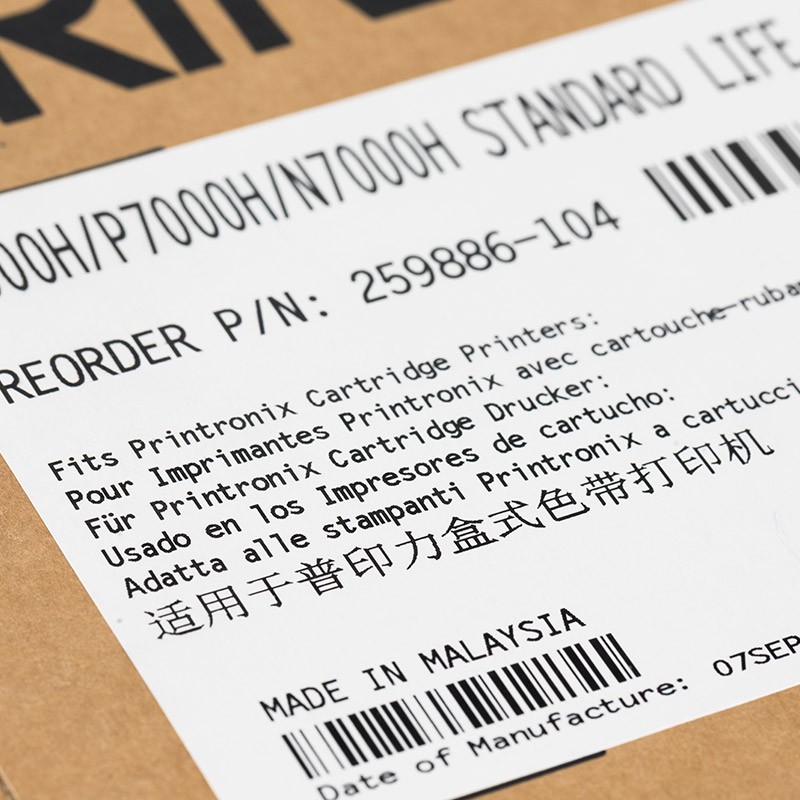 00H/P7000H/N7000H STANDARD LIFE
REORDER P/N: 259886-104
Fits Printronix Cartridge Printers:
Pour Imprimantes Printronix avec cartouche-ruban
Für Printronix Cartridge Drucker:
Usado en los Impresores de cartucho:
Adatta alle stampanti Printronix a cartucci
适用于普印力盒式色带打印机
MADE IN MALAYSIA
Date of Manufacture: 07SEP